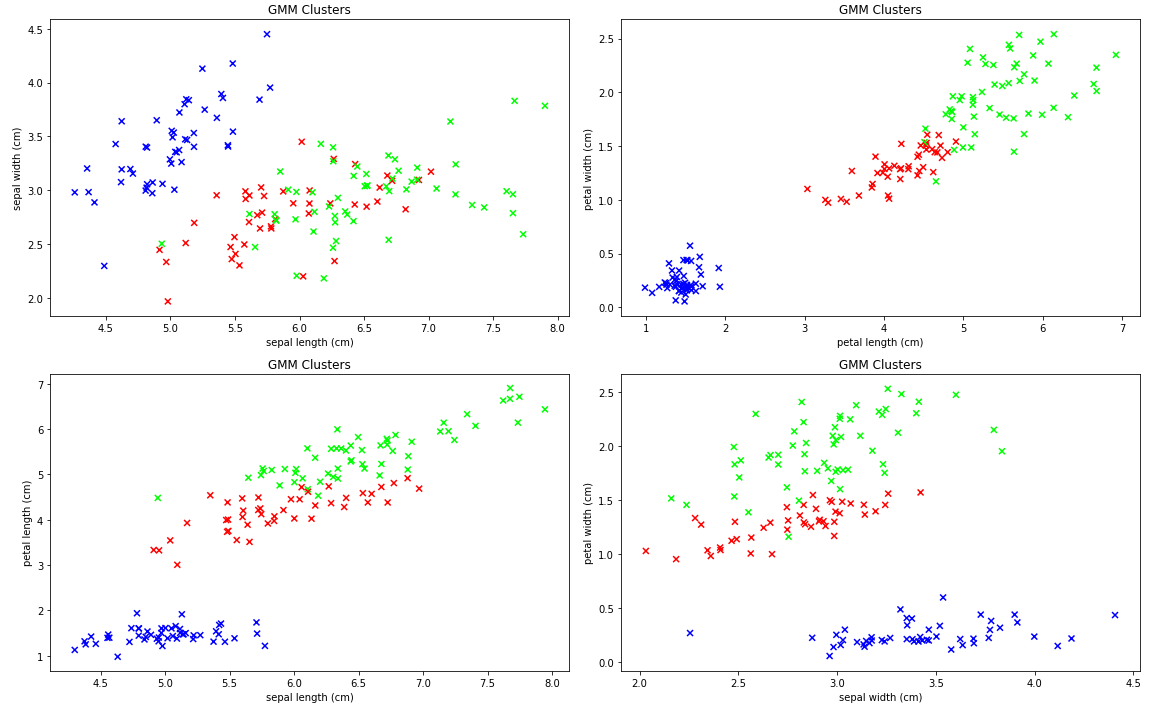 GMM Clusters
sepal width (cm)
4.5
4.0
3.5
3.0
2.5
2.0
4.5 5.0 5.5 6.0 6.5 7.0 7.5 8.0
sepal length (cm)
GMM Clusters
petal width (cm)
2.5
2.0
1.5
1.0
0.5
0.0
1 2 3 4 5 6 7
petal length (cm)
GMM Clusters
petal length (cm)
7
6
5
4
3
2
1
4.5 5.0 5.5 6.0 6.5 7.0 7.5 8.0
sepal length (cm)
GMM Clusters
petal width (cm)
2.5
2.0
1.5
1.0
0.5
0.0
2.0 2.5 3.0 3.5 4.0 4.5
sepal width (cm)